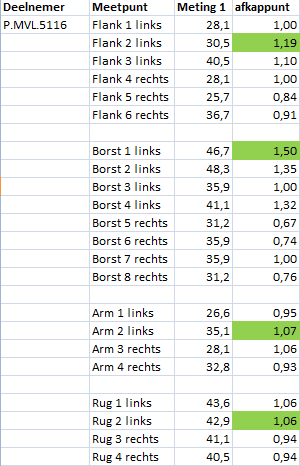 Deelnemer Meetpunt Meting 1 afkappunt
P.MVL.5116 Flank 1 links 28,1 1,00
Flank 2 links 30,5 1,19
Flank 3 links 40,5 1,10
Flank 4 rechts 28,1 1,00
Flank 5 rechts 25,7 0,84
Flank 6 rechts 36,7 0,91
Borst 1 links 46,7 1,50
Borst 2 links 48,3 1,35
Borst 3 links 35,9 1,00
Borst 4 links 41,1 1,32
Borst 5 rechts 31,2 0,67
Borst 6 rechts 35,9 0,74
Borst 7 rechts 35,9 1,00
Borst 8 rechts 31,2 0,76
Arm 1 links 26,6 0,95
Arm 2 links 35,1 1,07
Arm 3 rechts 28,1 1,06
Arm 4 rechts 32,8 0,93
Rug 1 links 43,6 1,06
Rug 2 links 42,9 1,06
Rug 3 rechts 41,1 0,94
Rug 4 rechts 40,5 0,94